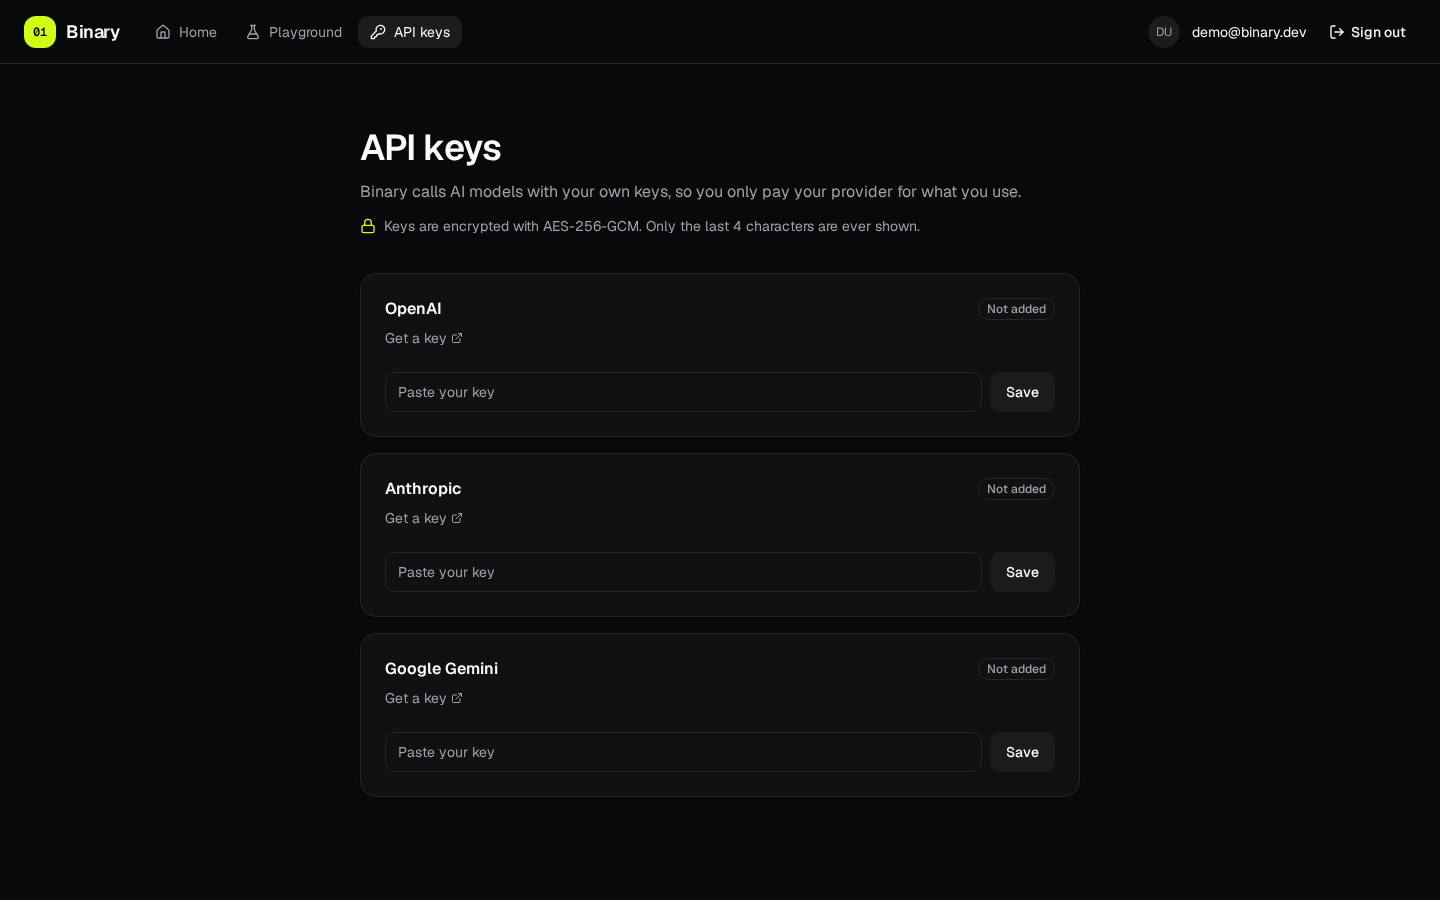 01 Binary Home Playground API keys DU demo@binary.dev Sign out
API keys
Binary calls AI models with your own keys, so you only pay your provider for what you use.
Keys are encrypted with AES-256-GCM. Only the last 4 characters are ever shown.
OpenAI Not added
Get a key
Paste your key Save
Anthropic Not added
Get a key
Paste your key Save
Google Gemini Not added
Get a key
Paste your key Save